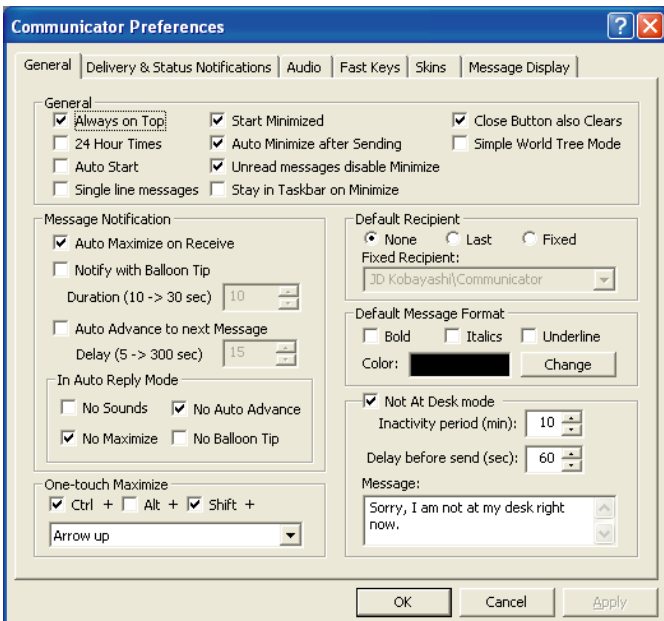 Communicator Preferences
General Delivery & Status Notifications Audio Fast Keys Skins Message Display
General
Always on Top Start Minimized Close Button also Clears
24 Hour Times Auto Minimize after Sending Simple World Tree Mode
Auto Start Unread messages disable Minimize
Single line messages Stay in Taskbar on Minimize
Message Notification
Auto Maximize on Receive
Notify with Balloon Tip
Duration (10 -> 30 sec) 10
Auto Advance to next Message
Delay (5 -> 300 sec) 15
In Auto Reply Mode
No Sounds No Auto Advance
No Maximize No Balloon Tip
One-touch Maximize
Ctrl + Alt + Shift +
Arrow up
Default Recipient
None Last Fixed
Fixed Recipient:
JD Kobayashi\Communicator
Default Message Format
Bold Italics Underline
Color: Change
Not At Desk mode
Inactivity period (min): 10
Delay before send (sec): 60
Message:
Sorry, I am not at my desk right
now.
OK Cancel Apply